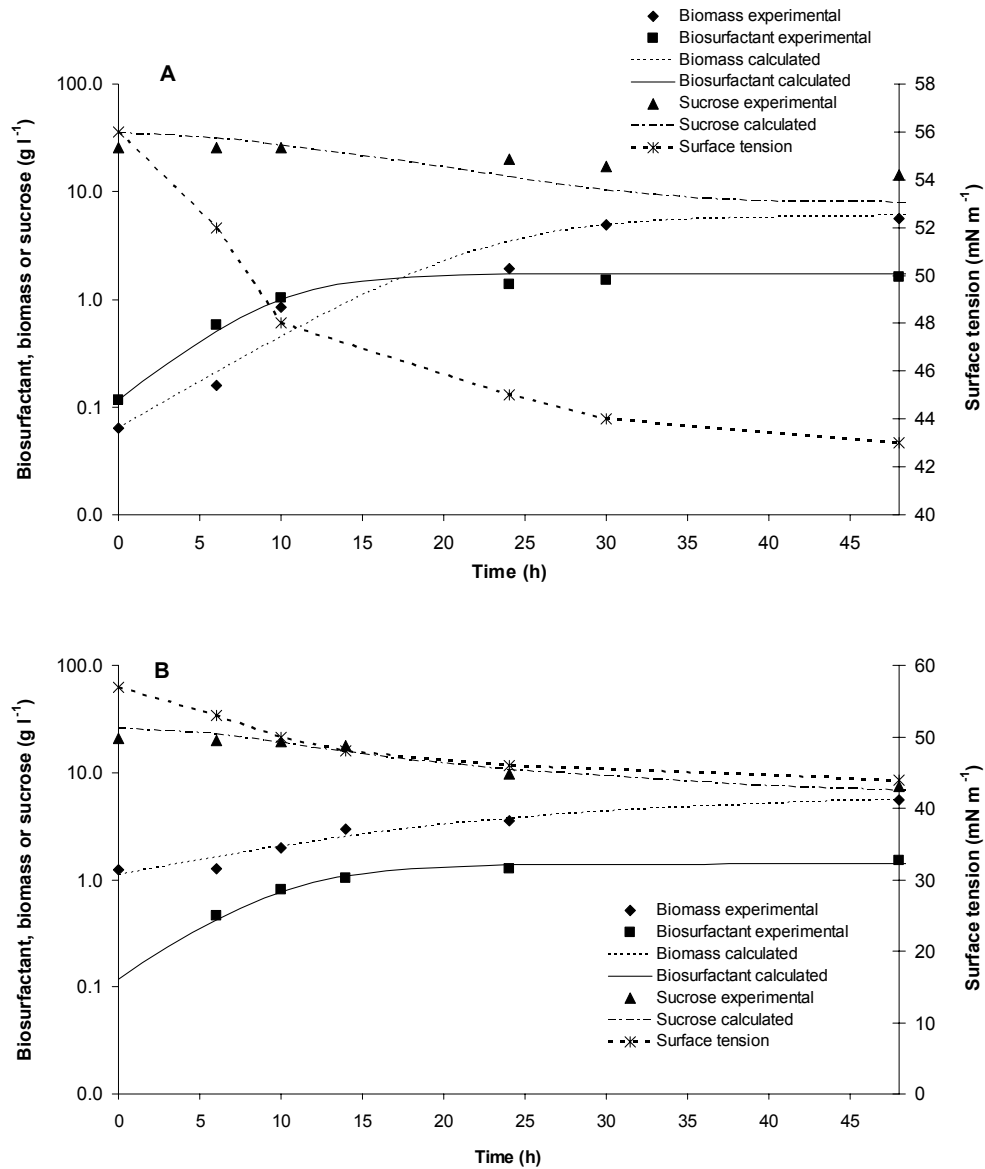 Biomass experimental
Biosurfactant experimental
Biomass calculated
Biosurfactant calculated
Sucrose experimental
Sucrose calculated
Surface tension
A
100.0
10.0
1.0
0.1
0.0
58
56
54
52
50
48
46
44
42
40
0 5 10 15 20 25 30 35 40 45
Biosurfactant, biomass or sucrose (g l-1)
Surface tension (mN m-1)
Time (h)
B
100.0
10.0
1.0
0.1
0.0
60
50
40
30
20
10
0
Biomass experimental
Biosurfactant experimental
Biomass calculated
Biosurfactant calculated
Sucrose experimental
Sucrose calculated
Surface tension
0 5 10 15 20 25 30 35 40 45
Biosurfactant, biomass or sucrose (g l-1)
Surface tension (mN m-1)
Time (h)